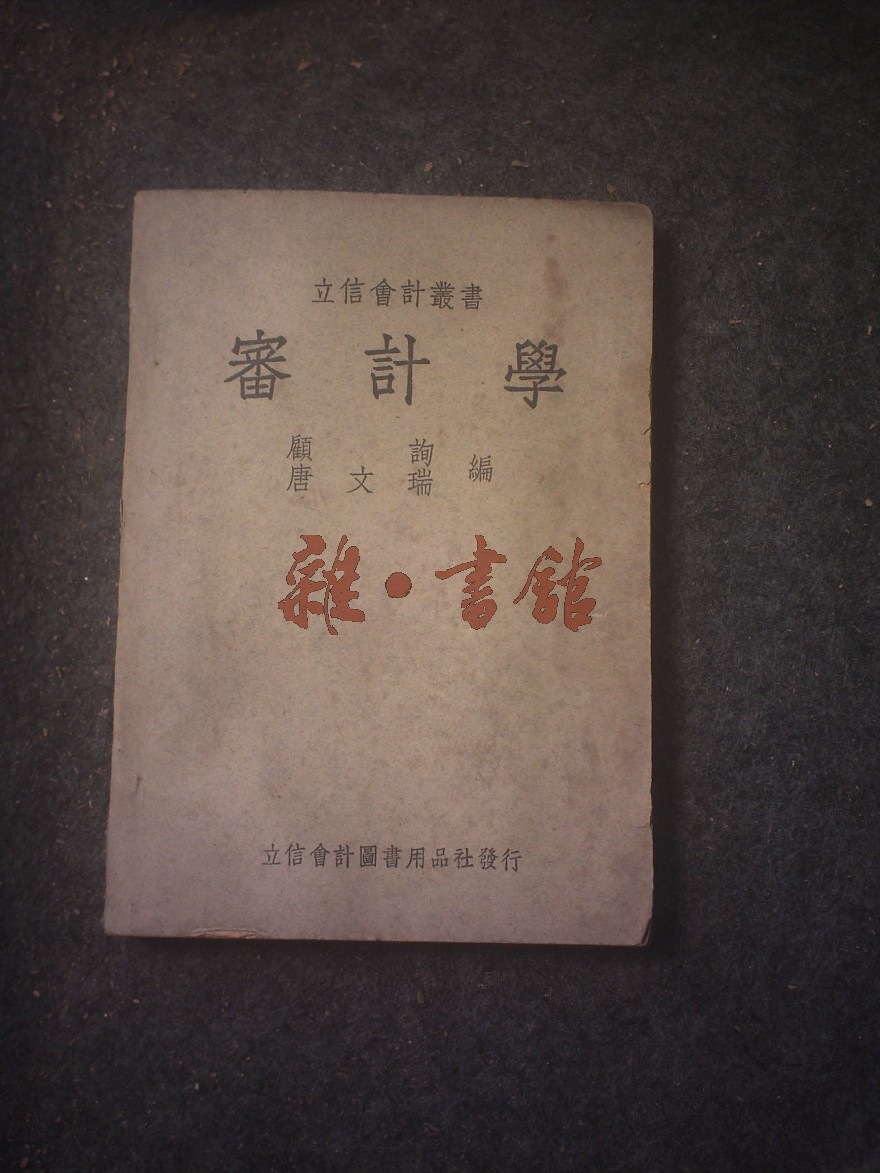 立信會計叢書
審計學
顧詢
唐文瑞 編
雜·書館
立信會計圖書用品社發行